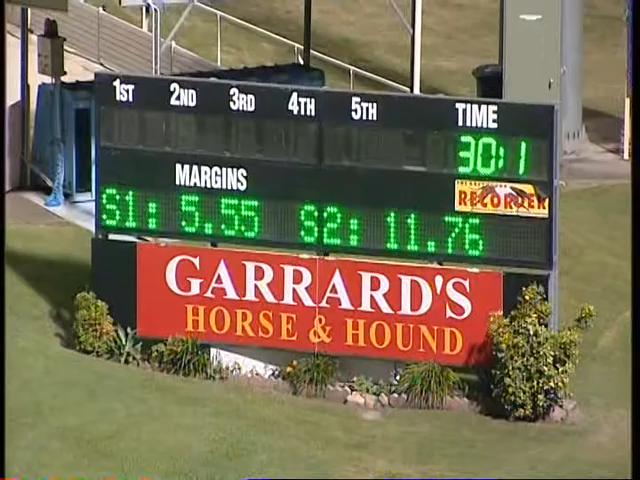 1ST 2ND 3RD 4TH 5TH TIME
30:1
MARGINS
RECORDER
S1: 5.55 S2: 11.76
GARRARD'S
HORSE & HOUND